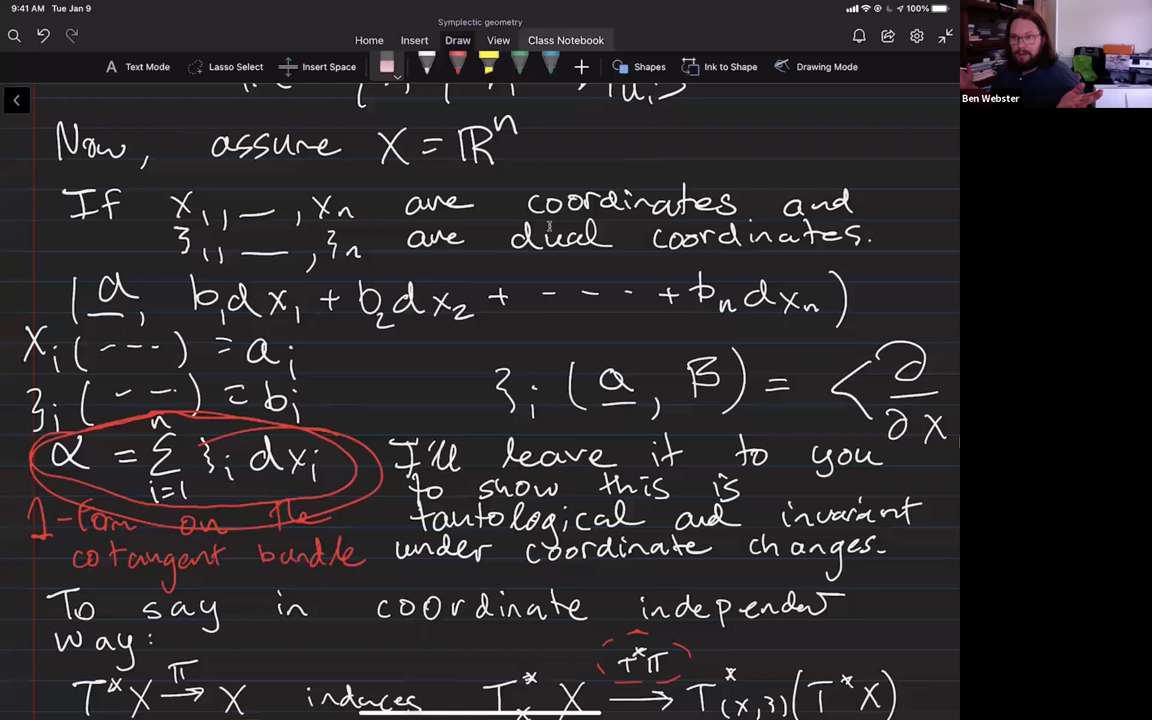 9:41 AM Tue Jan 9
100%
Symplectic geometry
Home Insert Draw View Class Notebook
Text Mode Lasso Select Insert Space Shapes Ink to Shape Drawing Mode
Ben Webster
Now, assume X = ℝⁿ
If x₁, —, xₙ are coordinates and
ξ₁, —, ξₙ are dual coordinates.
(a, b₁dx₁ + b₂dx₂ + - - - - + bₙdxₙ)
xᵢ(---) = aᵢ
ξᵢ(---) = bᵢ
ξᵢ(a, β) = <∂/∂x
α = Σᵢ₌₁ⁿ ξᵢ dxᵢ
I'll leave it to you
to show this is
tautological and invariant
under coordinate changes.
1-form on the
cotangent bundle
To say in coordinate independent
way:
T*X →π X induces T*ₓX →T*π T*₍ₓ,ξ₎(T*X)